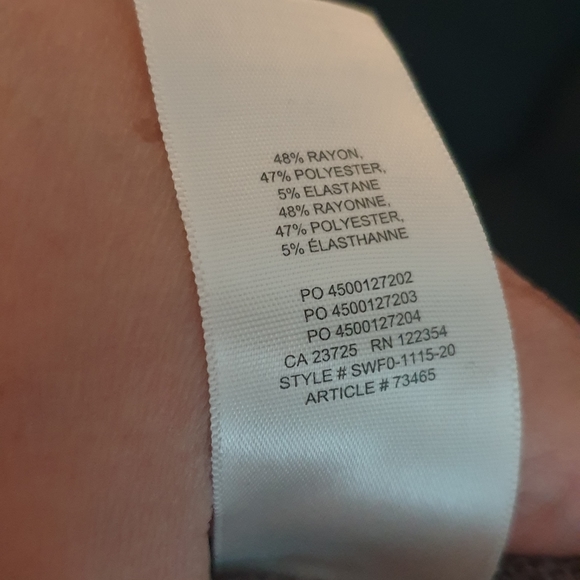 48% RAYON,
47% POLYESTER,
5% ELASTANE
48% RAYONNE,
47% POLYESTER,
5% ÉLASTHANNE
PO 4500127202
PO 4500127203
PO 4500127204
CA 23725 RN 122354
STYLE # SWF0-1115-20
ARTICLE # 73465